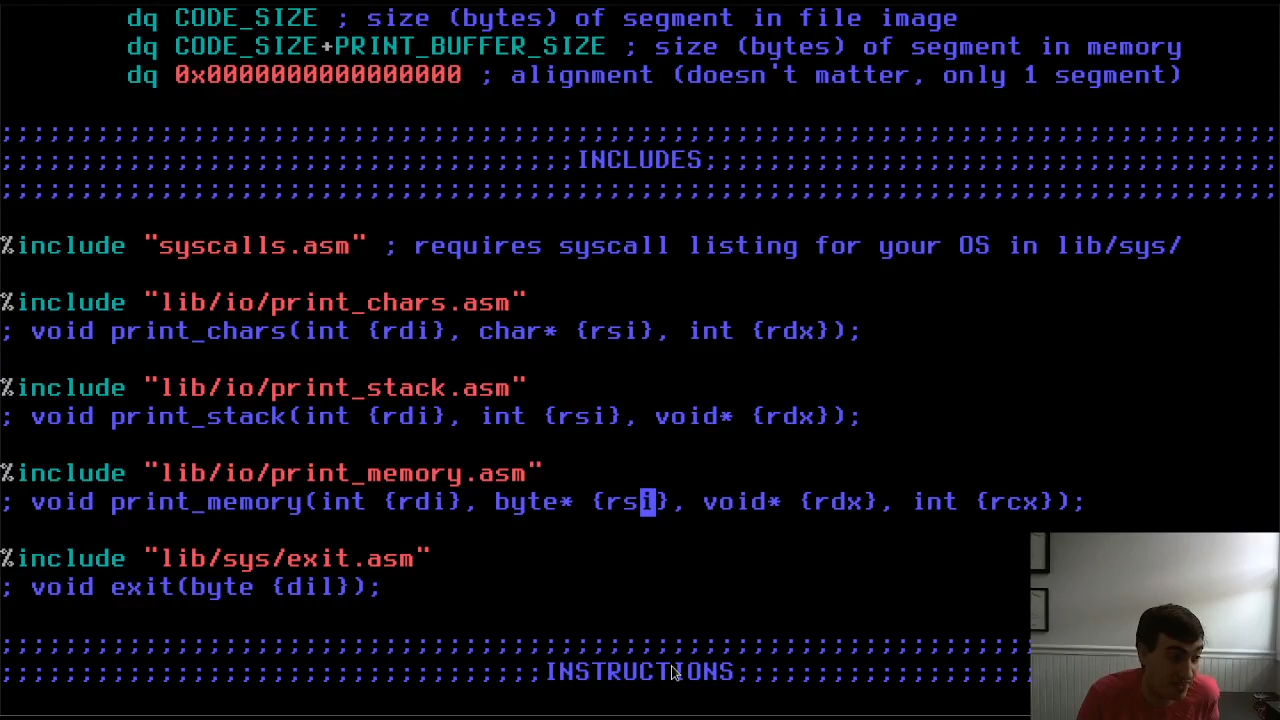 dq CODE_SIZE ; size (bytes) of segment in file image
dq CODE_SIZE+PRINT_BUFFER_SIZE ; size (bytes) of segment in memory
dq 0x0000000000000000 ; alignment (doesn't matter, only 1 segment)
;;;;;;;;;;;;;;;;;;;;;;;;;;;;;;;;;;;;;;;;;;;;;;;;;;;;;;;;;;;;;;;;;;;;;;;;;;;;;;;;
;;;;;;;;;;;;;;;;;;;;;;;;;;;;;;;;;;;;INCLUDES;;;;;;;;;;;;;;;;;;;;;;;;;;;;;;;;;;;;
;;;;;;;;;;;;;;;;;;;;;;;;;;;;;;;;;;;;;;;;;;;;;;;;;;;;;;;;;;;;;;;;;;;;;;;;;;;;;;;;
%include "syscalls.asm" ; requires syscall listing for your OS in lib/sys/
%include "lib/io/print_chars.asm"
; void print_chars(int {rdi}, char* {rsi}, int {rdx});
%include "lib/io/print_stack.asm"
; void print_stack(int {rdi}, int {rsi}, void* {rdx});
%include "lib/io/print_memory.asm"
; void print_memory(int {rdi}, byte* {rsi}, void* {rdx}, int {rcx});
%include "lib/sys/exit.asm"
; void exit(byte {dil});
;;;;;;;;;;;;;;;;;;;;;;;;;;;;;;;;;;;;;;;;;;;;;;;;;;;;;;;;;;;;;;;;;
;;;;;;;;;;;;;;;;;;;;;;;;;;;;;;;;;;INSTRUCTIONS;;;;;;;;;;;;;;;;;;;